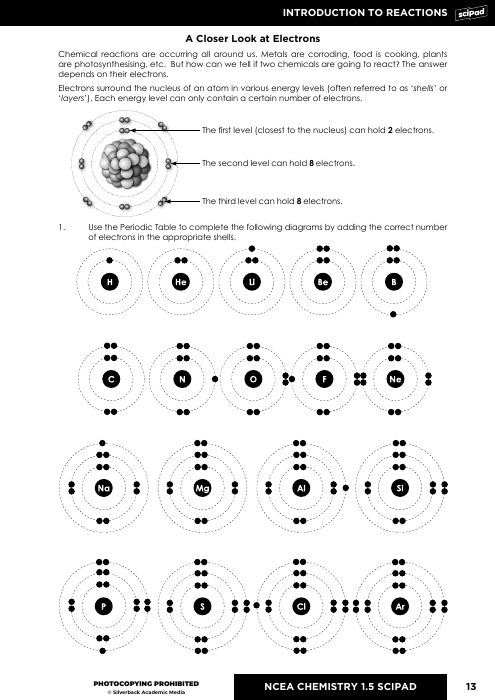 INTRODUCTION TO REACTIONS
scipad
A Closer Look at Electrons
Chemical reactions are occurring all around us. Metals are corroding, food is cooking, plants
are photosynthesising, etc. But how can we tell if two chemicals are going to react? The answer
depends on their electrons.
Electrons surround the nucleus of an atom in various energy levels (often referred to as 'shells' or
'layers'). Each energy level can only contain a certain number of electrons.
The first level (closest to the nucleus) can hold 2 electrons.
The second level can hold 8 electrons.
The third level can hold 8 electrons.
1. Use the Periodic Table to complete the following diagrams by adding the correct number
of electrons in the appropriate shells.
H He Li Be B
C N O F Ne
Na Mg Al Si
P S Cl Ar
PHOTOCOPYING PROHIBITED
© Silverback Academic Media
NCEA CHEMISTRY 1.5 SCIPAD
13